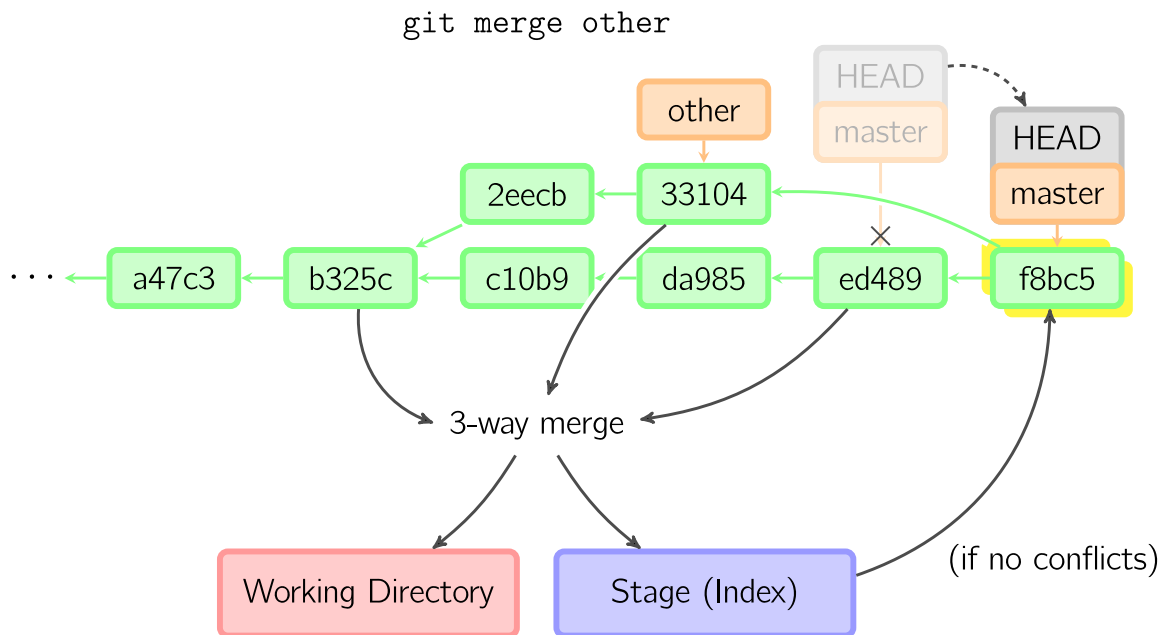 git merge other
HEAD
other
master
HEAD
master
2eecb
33104
... a47c3 b325c c10b9 da985 ed489 f8bc5
3-way merge
(if no conflicts)
Working Directory
Stage (Index)